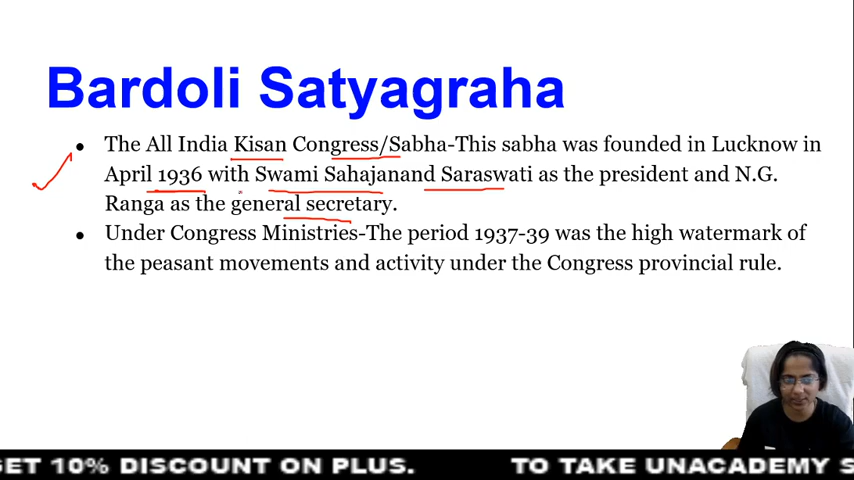 Bardoli Satyagraha
● The All India Kisan Congress/Sabha-This sabha was founded in Lucknow in
April 1936 with Swami Sahajanand Saraswati as the president and N.G.
Ranga as the general secretary.
● Under Congress Ministries-The period 1937-39 was the high watermark of
the peasant movements and activity under the Congress provincial rule.
GET 10% DISCOUNT ON PLUS. TO TAKE UNACADEMY S